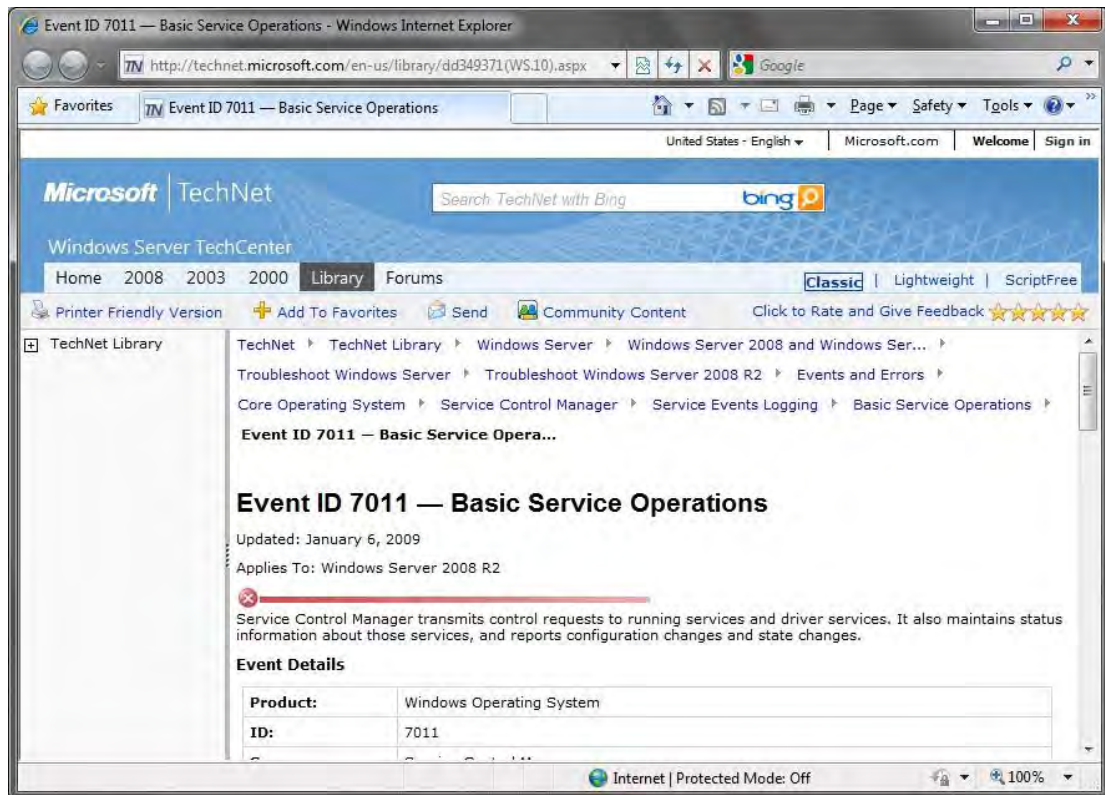 Event ID 7011 — Basic Service Operations - Windows Internet Explorer
TN http://technet.microsoft.com/en-us/library/dd349371(WS.10).aspx Google
Favorites TN Event ID 7011 — Basic Service Operations Page Safety Tools »
United States - English Microsoft.com Welcome Sign in
Microsoft TechNet Search TechNet with Bing bing
Windows Server TechCenter
Home 2008 2003 2000 Library Forums Classic | Lightweight | ScriptFree
Printer Friendly Version Add To Favorites Send Community Content Click to Rate and Give Feedback
TechNet Library TechNet TechNet Library Windows Server Windows Server 2008 and Windows Ser...
Troubleshoot Windows Server Troubleshoot Windows Server 2008 R2 Events and Errors
Core Operating System Service Control Manager Service Events Logging Basic Service Operations
Event ID 7011 — Basic Service Opera...
Event ID 7011 — Basic Service Operations
Updated: January 6, 2009
Applies To: Windows Server 2008 R2
Service Control Manager transmits control requests to running services and driver services. It also maintains status
information about those services, and reports configuration changes and state changes.
Event Details
Product: Windows Operating System
ID: 7011
Internet | Protected Mode: Off 100%